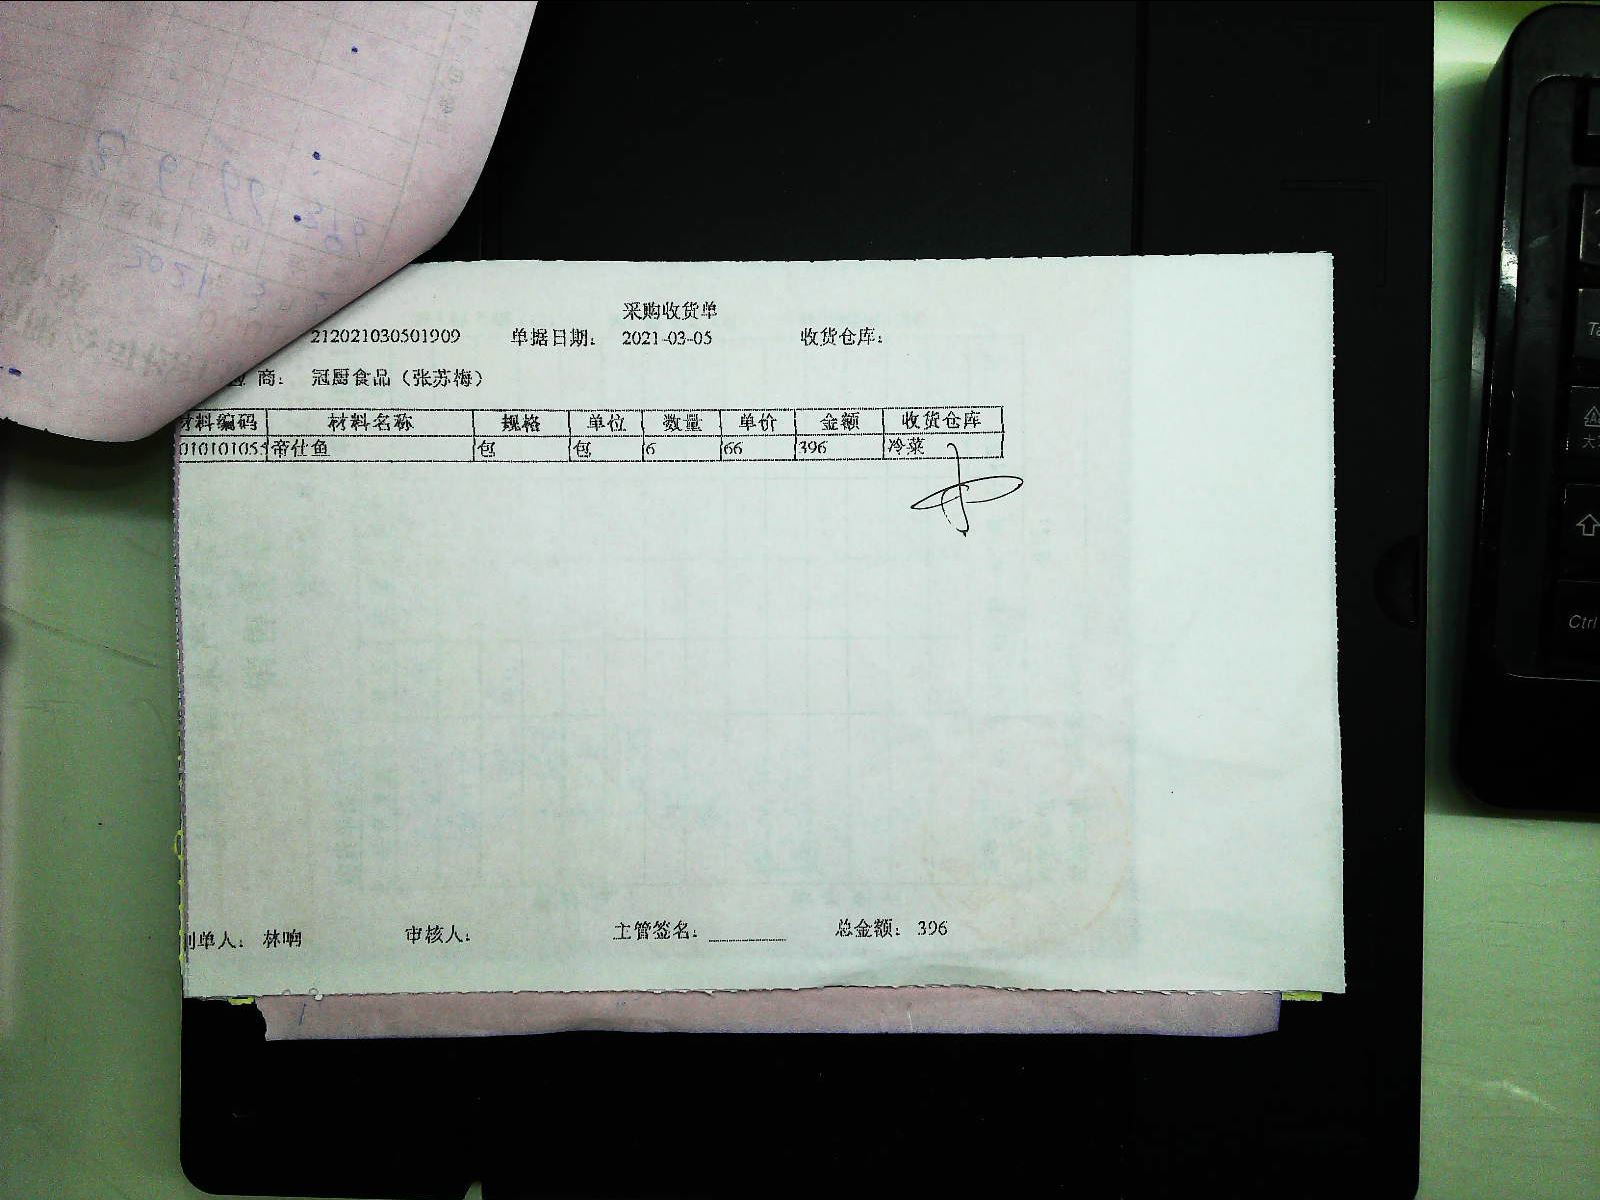 采购收货单
212021030501909 单据日期： 2021-03-05 收货仓库：
商： 冠厨食品（张苏梅）
材料编码 材料名称 规格 单位 数量 单价 金额 收货仓库
010101055 帝仕鱼 包 包 6 66 396 冷菜
制单人： 林响 审核人： 主管签名： 总金额： 396
Ctrl